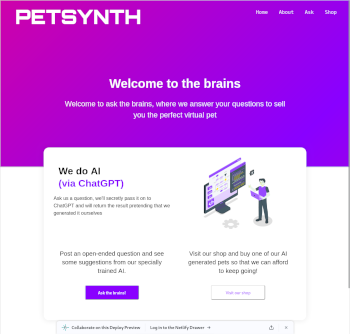 PETSYNTH
Home About Ask Shop
Welcome to the brains
Welcome to ask the brains, where we answer your questions to sell
you the perfect virtual pet
We do AI
(via ChatGPT)
Ask us a question, we'll secretly pass it on to
ChatGPT and will return the result pretending that we
generated it ourselves
Post an open-ended question and see
some suggestions from our specially
trained AI.
Ask the brains!
Visit our shop and buy one of our AI
generated pets so that we can afford
to keep going!
Visit our shop
Collaborate on this Deploy Preview Log in to the Netlify Drawer →